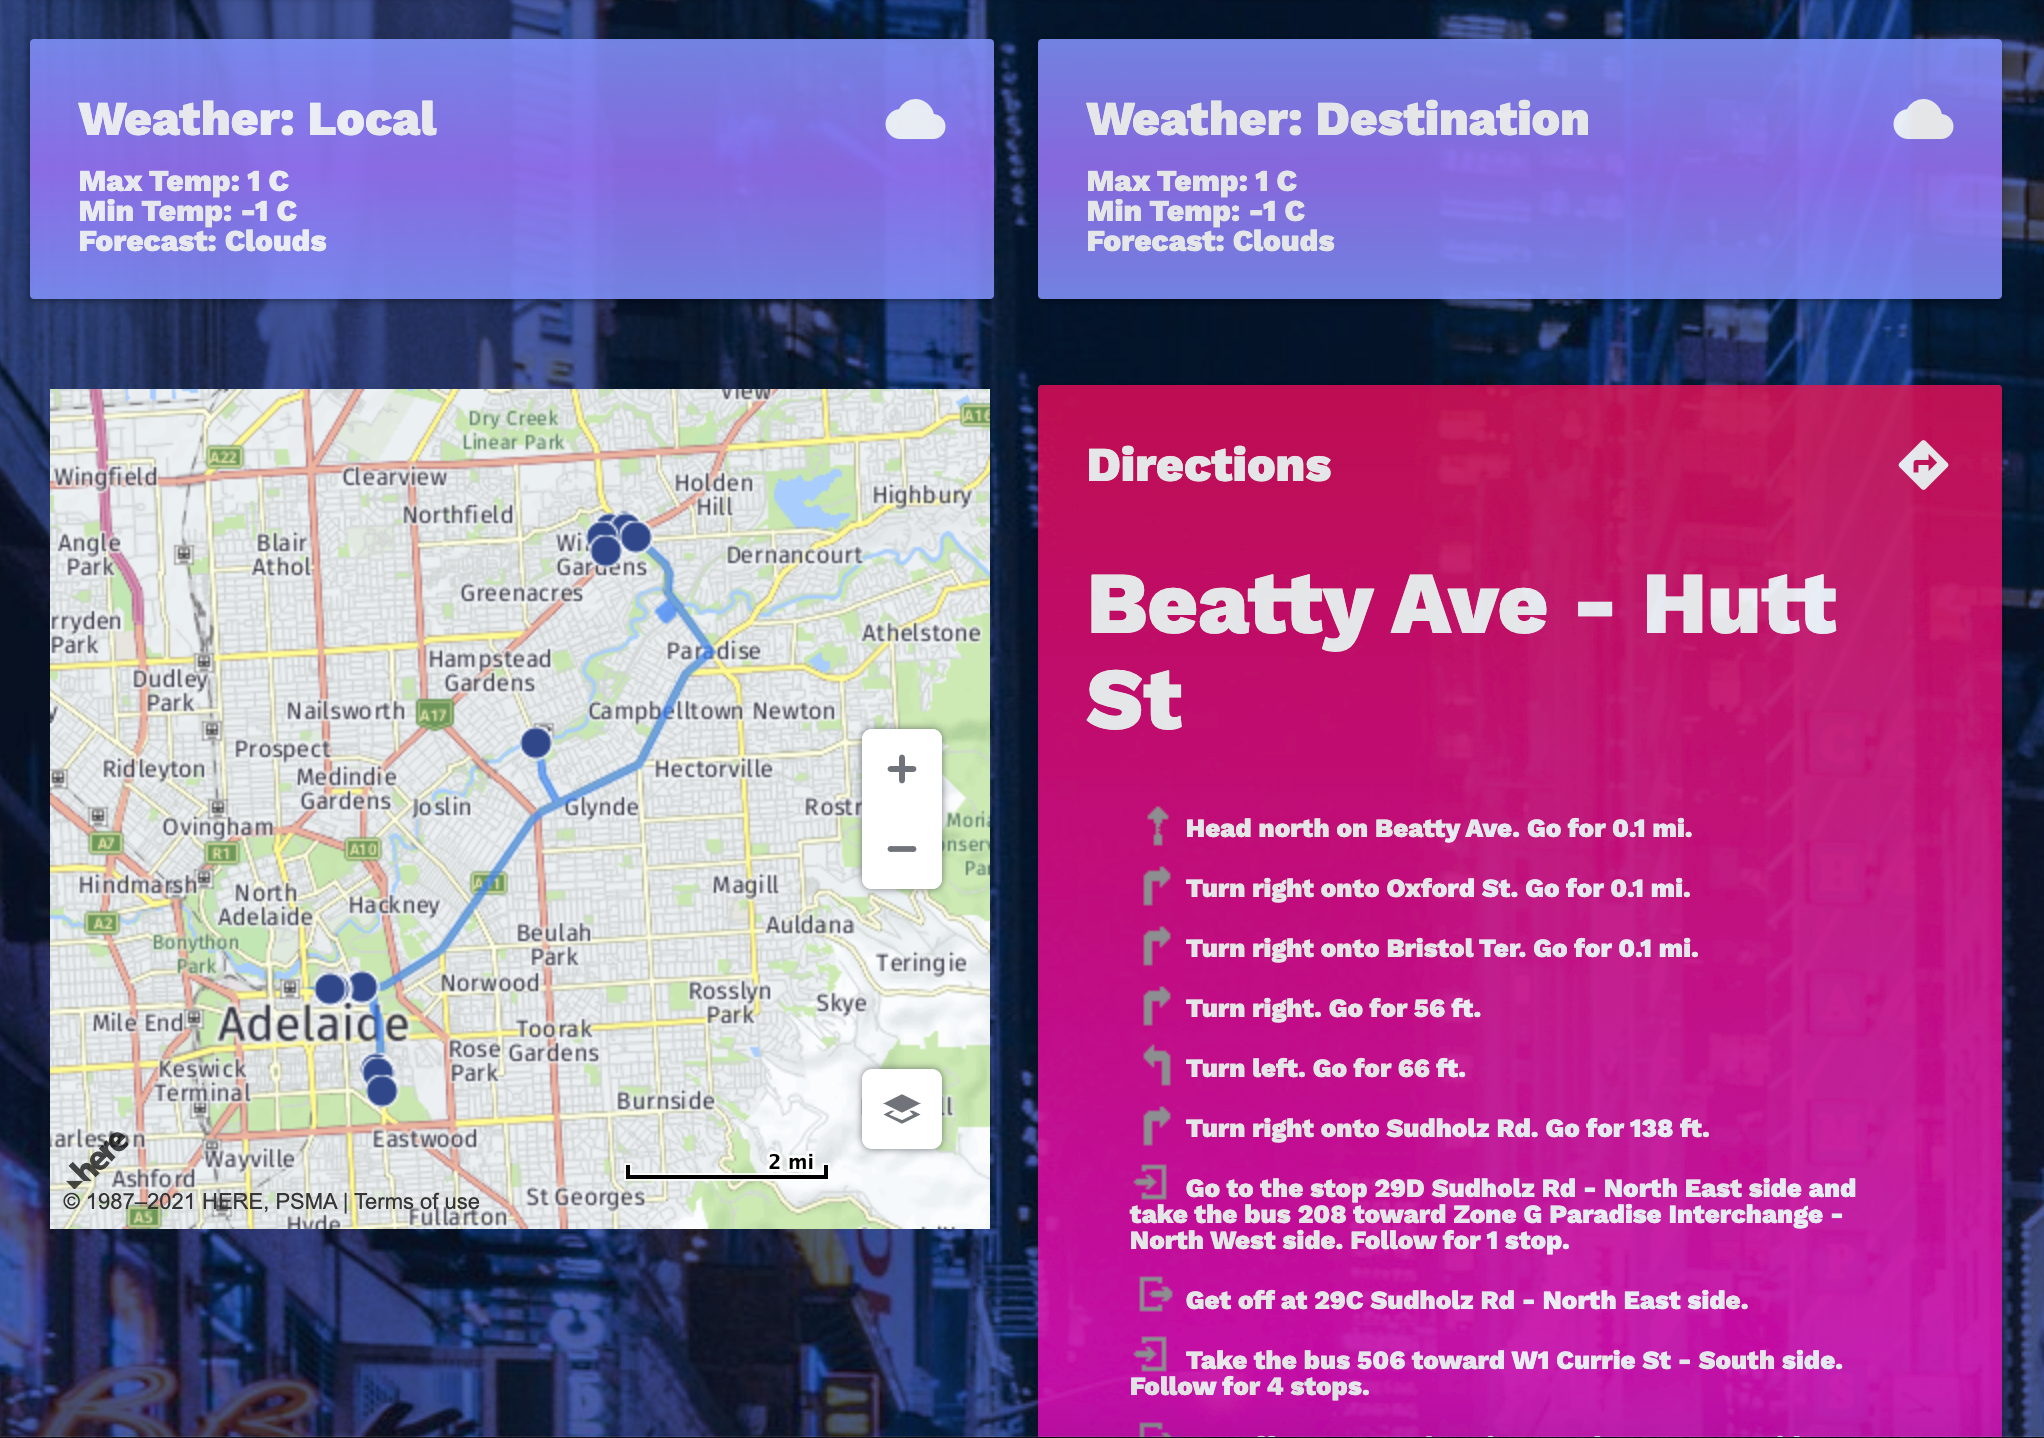 Weather: Local
Max Temp: 1 C
Min Temp: -1 C
Forecast: Clouds
Weather: Destination
Max Temp: 1 C
Min Temp: -1 C
Forecast: Clouds
View
Dry Creek
Linear Park
A16
A22
Wingfield
Clearview
Holden
Hill
Highbury
Northfield
Angle
Park
Blair
Athol
Gardens
Dernancourt
Greenacres
rryden
Park
Athelstone
Paradise
Hampstead
Gardens
Dudley
Park
Nailsworth
A17
Campbelltown
Newton
Prospect
Ridleyton
Medindie
Gardens
Hectorville
Joslin
Glynde
Rostr
Ovingham
A7
R1
A10
Hindmarsh
North
Adelaide
A11
Magill
Hackney
A2
Auldana
Bonython
Park
Beulah
Park
Teringie
Norwood
Rosslyn
Park
Skye
Mile End
Adelaide
Toorak
Gardens
Rose
Park
Keswick
Terminal
Burnside
Eastwood
Wayville
2 mi
here
Ashford
St Georges
© 1987–2021 HERE, PSMA | Terms of use
A5
Hyde
Fullarton
Directions
Beatty Ave - Hutt
St
Head north on Beatty Ave. Go for 0.1 mi.
Turn right onto Oxford St. Go for 0.1 mi.
Turn right onto Bristol Ter. Go for 0.1 mi.
Turn right. Go for 56 ft.
Turn left. Go for 66 ft.
Turn right onto Sudholz Rd. Go for 138 ft.
Go to the stop 29D Sudholz Rd - North East side and
take the bus 208 toward Zone G Paradise Interchange -
North West side. Follow for 1 stop.
Get off at 29C Sudholz Rd - North East side.
Take the bus 506 toward W1 Currie St - South side.
Follow for 4 stops.